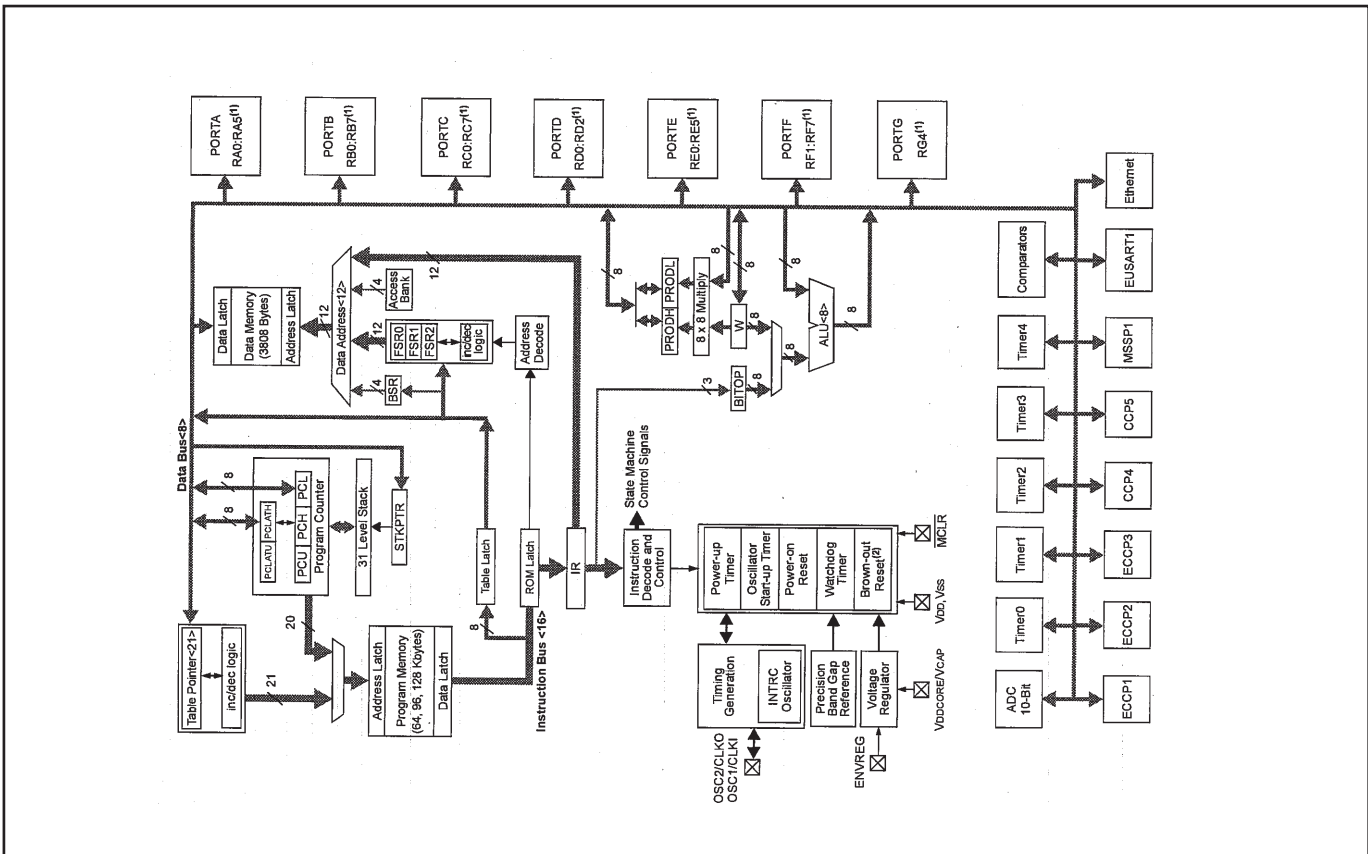 Data Bus<8>
Table Pointer<21>
inc/dec logic
21
20
8
8
PCLATU
PCLATH
PCU
PCH
PCL
Program Counter
31 Level Stack
STKPTR
Address Latch
Program Memory
(64, 96, 128 Kbytes)
Data Latch
Instruction Bus <16>
8
Table Latch
ROM Latch
IR
Data Latch
Data Memory
(3808 Bytes)
Address Latch
12
Data Address<12>
4
BSR
12
FSR0
FSR1
FSR2
inc/dec
logic
4
Access
Bank
12
Address
Decode
PORTA
RA0:RA5(1)
PORTB
RB0:RB7(1)
PORTC
RC0:RC7(1)
PORTD
RD0:RD2(1)
PORTE
RE0:RE5(1)
PORTF
RF1:RF7(1)
PORTG
RG4(1)
Instruction
Decode and
Control
State Machine
Control Signals
8
PRODH
PRODL
8 x 8 Multiply
8
3
BITOP
8
W
8
8
8
8
ALU<8>
8
OSC2/CLKO
OSC1/CLKI
Timing
Generation
INTRC
Oscillator
Precision
Band Gap
Reference
ENVREG
Voltage
Regulator
VDDCORE/VCAP
Power-up
Timer
Oscillator
Start-up Timer
Power-on
Reset
Watchdog
Timer
Brown-out
Reset(2)
VDD, VSS
MCLR
ADC
10-Bit
Timer0
Timer1
Timer2
Timer3
Timer4
Comparators
ECCP1
ECCP2
ECCP3
CCP4
CCP5
MSSP1
EUSART1
Ethernet